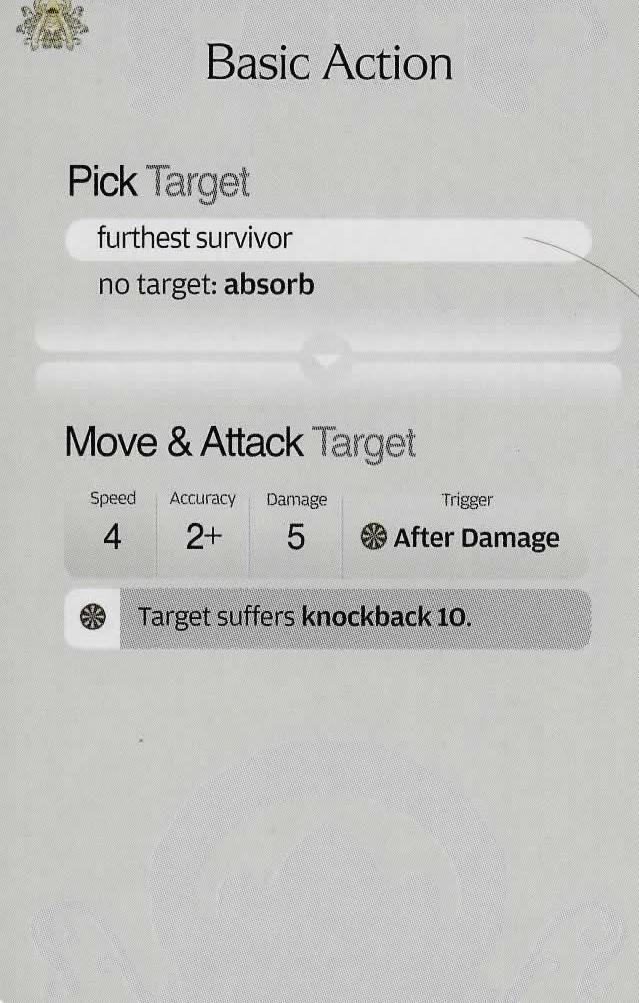 Basic Action
Pick Target
furthest survivor
no target: absorb
Move & Attack Target
Speed Accuracy Damage Trigger
4 2+ 5 After Damage
Target suffers knockback 10.